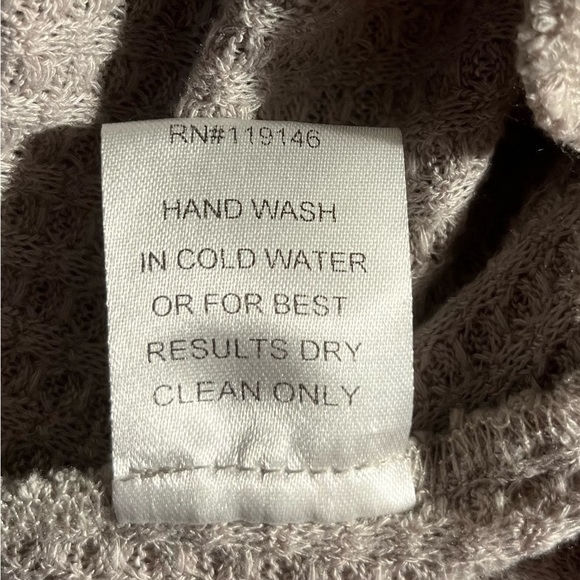 RN#119146
HAND WASH
IN COLD WATER
OR FOR BEST
RESULTS DRY
CLEAN ONLY